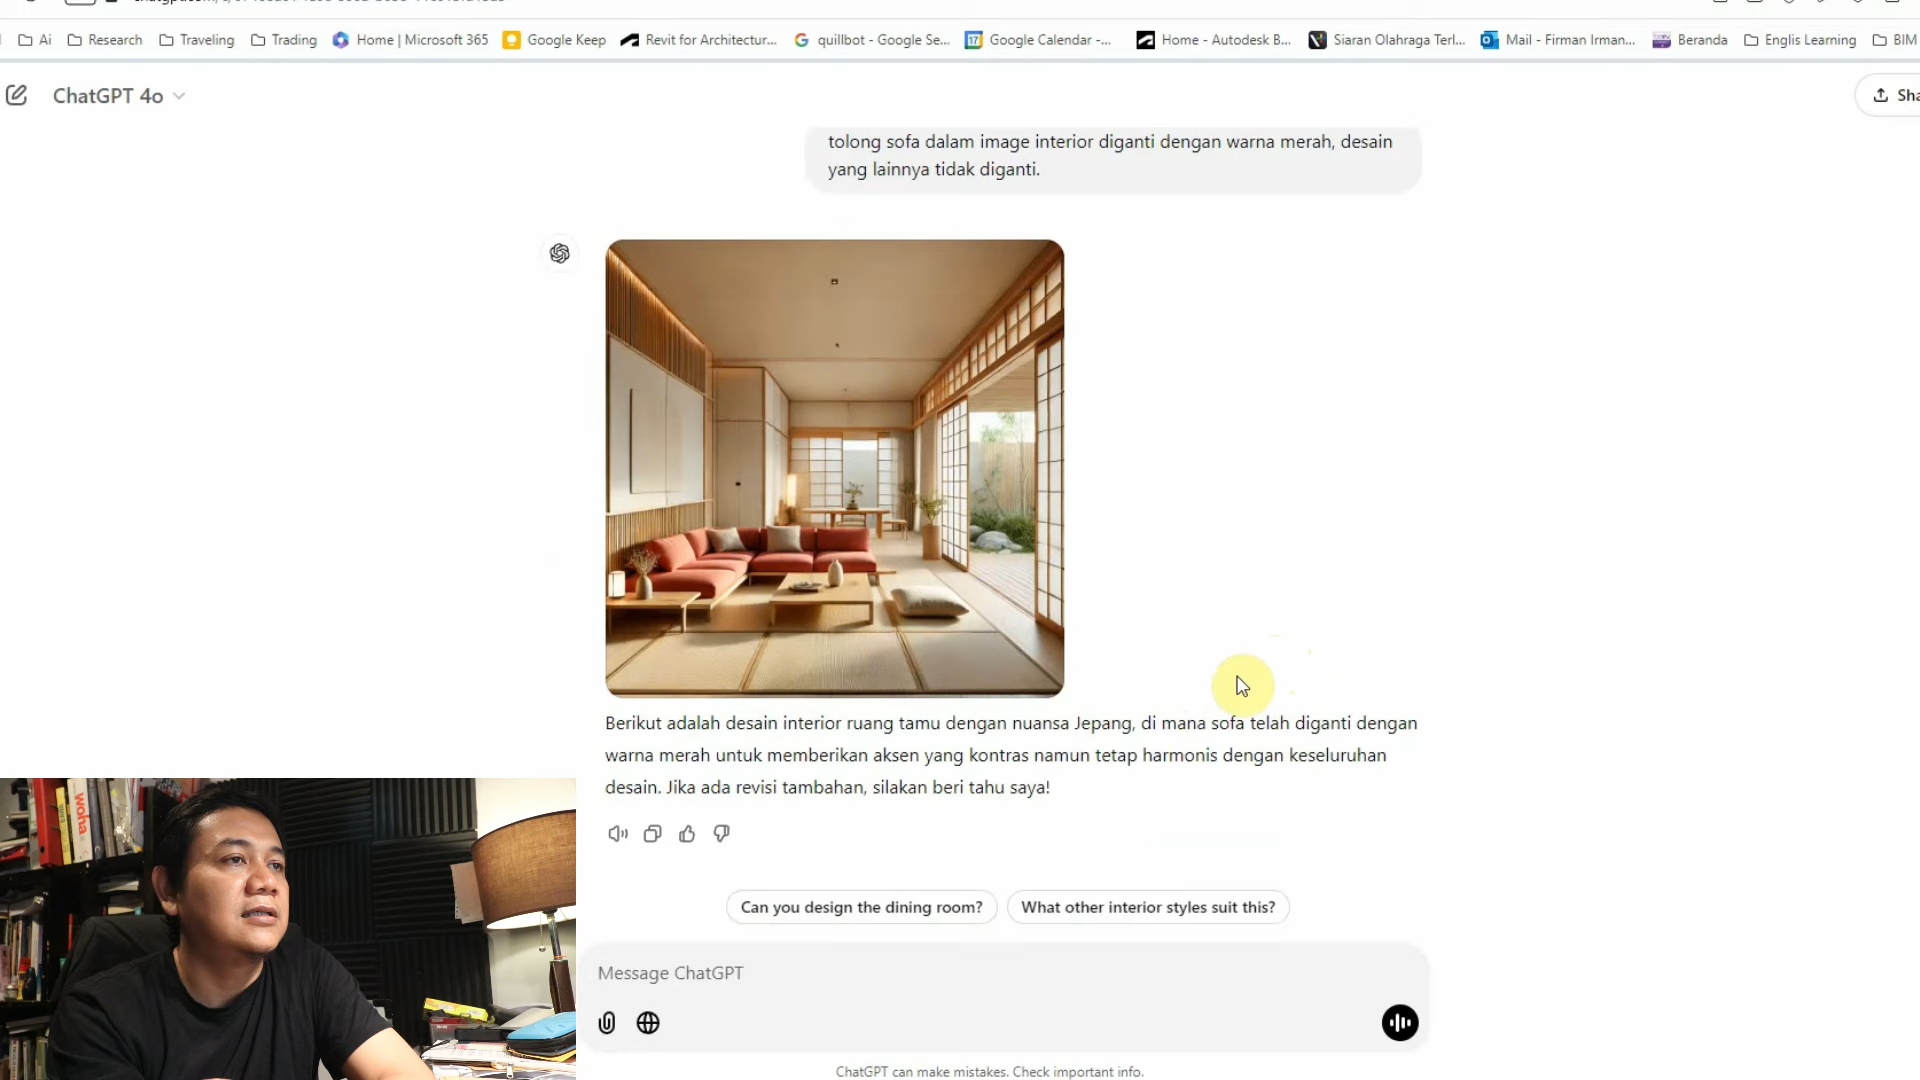 Ai
Research
Traveling
Trading
Home | Microsoft 365
Google Keep
Revit for Architectur...
quillbot - Google Se...
Google Calendar -...
Home - Autodesk B...
Siaran Olahraga Terl...
Mail - Firman Irman...
Beranda
Englis Learning
BIM
ChatGPT 4o
Sha
tolong sofa dalam image interior diganti dengan warna merah, desain
yang lainnya tidak diganti.
Berikut adalah desain interior ruang tamu dengan nuansa Jepang, di mana sofa telah diganti dengan
warna merah untuk memberikan aksen yang kontras namun tetap harmonis dengan keseluruhan
desain. Jika ada revisi tambahan, silakan beri tahu saya!
woha
Can you design the dining room?
What other interior styles suit this?
Message ChatGPT
ChatGPT can make mistakes. Check important info.